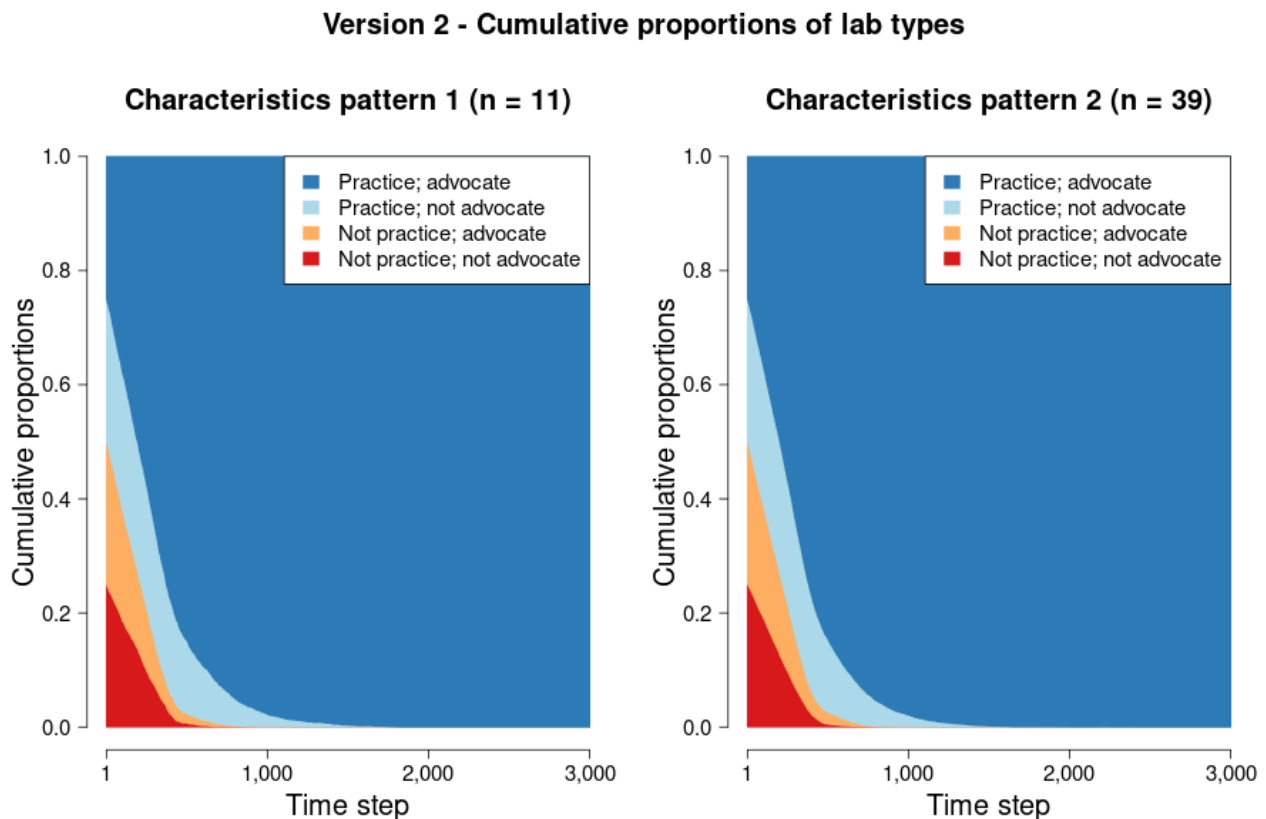 Version 2 - Cumulative proportions of lab types
Characteristics pattern 1 (n = 11)
1.0
0.8
0.6
0.4
0.2
0.0
Cumulative proportions
Practice; advocate
Practice; not advocate
Not practice; advocate
Not practice; not advocate
1
1,000
2,000
3,000
Time step
Characteristics pattern 2 (n = 39)
1.0
0.8
0.6
0.4
0.2
0.0
Cumulative proportions
Practice; advocate
Practice; not advocate
Not practice; advocate
Not practice; not advocate
1
1,000
2,000
3,000
Time step